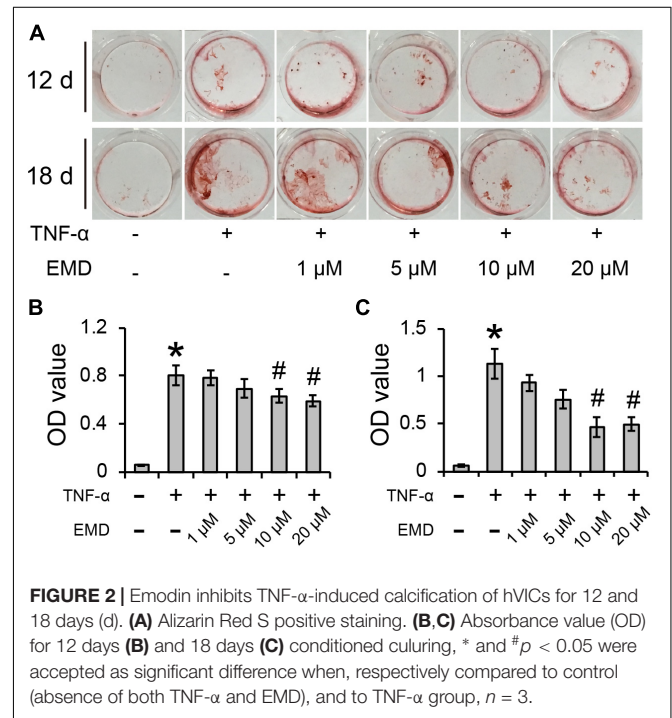 A
12 d
18 d
TNF-α - + + + + +
EMD - - 1 µM 5 µM 10 µM 20 µM
B
OD value
1.2
0.8
0.4
0
* # #
TNF-α – + + + + +
EMD – – 1 µM 5 µM 10 µM 20 µM
C
OD value
1.5
1
0.5
0
* # #
TNF-α – + + + + +
EMD – – 1 µM 5 µM 10 µM 20 µM
FIGURE 2 | Emodin inhibits TNF-α-induced calcification of hVICs for 12 and
18 days (d). (A) Alizarin Red S positive staining. (B,C) Absorbance value (OD)
for 12 days (B) and 18 days (C) conditioned culuring, * and #p < 0.05 were
accepted as significant difference when, respectively compared to control
(absence of both TNF-α and EMD), and to TNF-α group, n = 3.